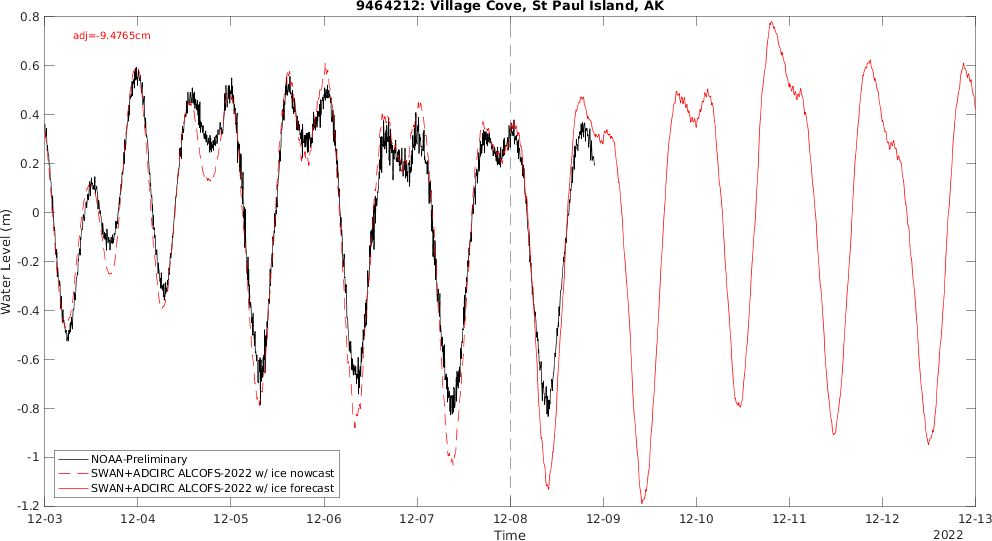 9464212: Village Cove, St Paul Island, AK
adj=-9.4765cm
Water Level (m)
0.8
0.6
0.4
0.2
0
-0.2
-0.4
-0.6
-0.8
-1
-1.2
NOAA-Preliminary
SWAN+ADCIRC ALCOFS-2022 w/ ice nowcast
SWAN+ADCIRC ALCOFS-2022 w/ ice forecast
12-03 12-04 12-05 12-06 12-07 12-08 12-09 12-10 12-11 12-12 12-13
Time
2022